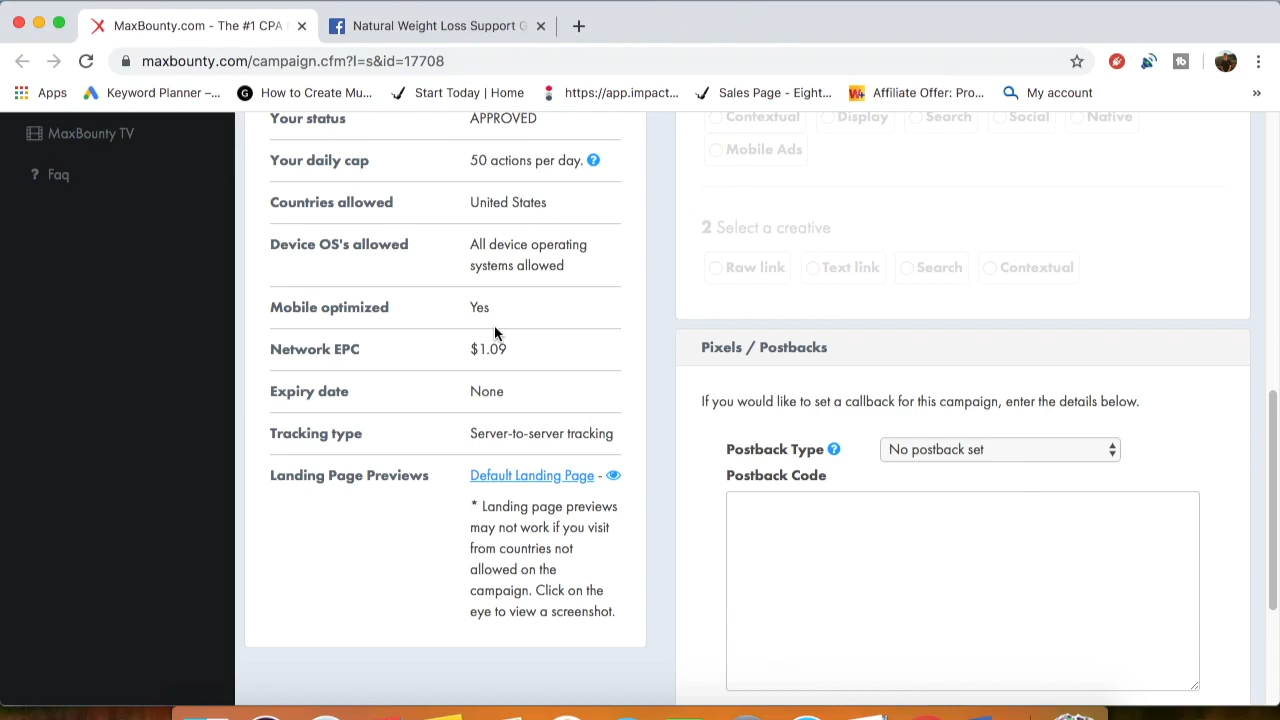 MaxBounty.com - The #1 CPA
Natural Weight Loss Support G
maxbounty.com/campaign.cfm?l=s&id=17708
Apps
Keyword Planner –...
How to Create Mu...
Start Today | Home
https://app.impact...
Sales Page - Eight...
Affiliate Offer: Pro...
My account
»
MaxBounty TV
? Faq
Your status APPROVED
Your daily cap 50 actions per day. ?
Countries allowed United States
Device OS's allowed All device operating
systems allowed
Mobile optimized Yes
Network EPC $1.09
Expiry date None
Tracking type Server-to-server tracking
Landing Page Previews Default Landing Page -
* Landing page previews
may not work if you visit
from countries not
allowed on the
campaign. Click on the
eye to view a screenshot.
Contextual Display Search Social Native
Mobile Ads
2 Select a creative
Raw link Text link Search Contextual
Pixels / Postbacks
If you would like to set a callback for this campaign, enter the details below.
Postback Type ? No postback set
Postback Code